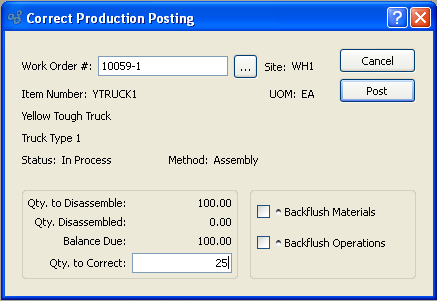 Correct Production Posting
Work Order #: 10059-1 ... Site: WH1 Cancel
Item Number: YTRUCK1 UOM: EA Post
Yellow Tough Truck
Truck Type 1
Status: In Process Method: Assembly
Qty. to Disassemble: 100.00
Qty. Disassembled: 0.00
Balance Due: 100.00
Qty. to Correct: 25
^ Backflush Materials
^ Backflush Operations